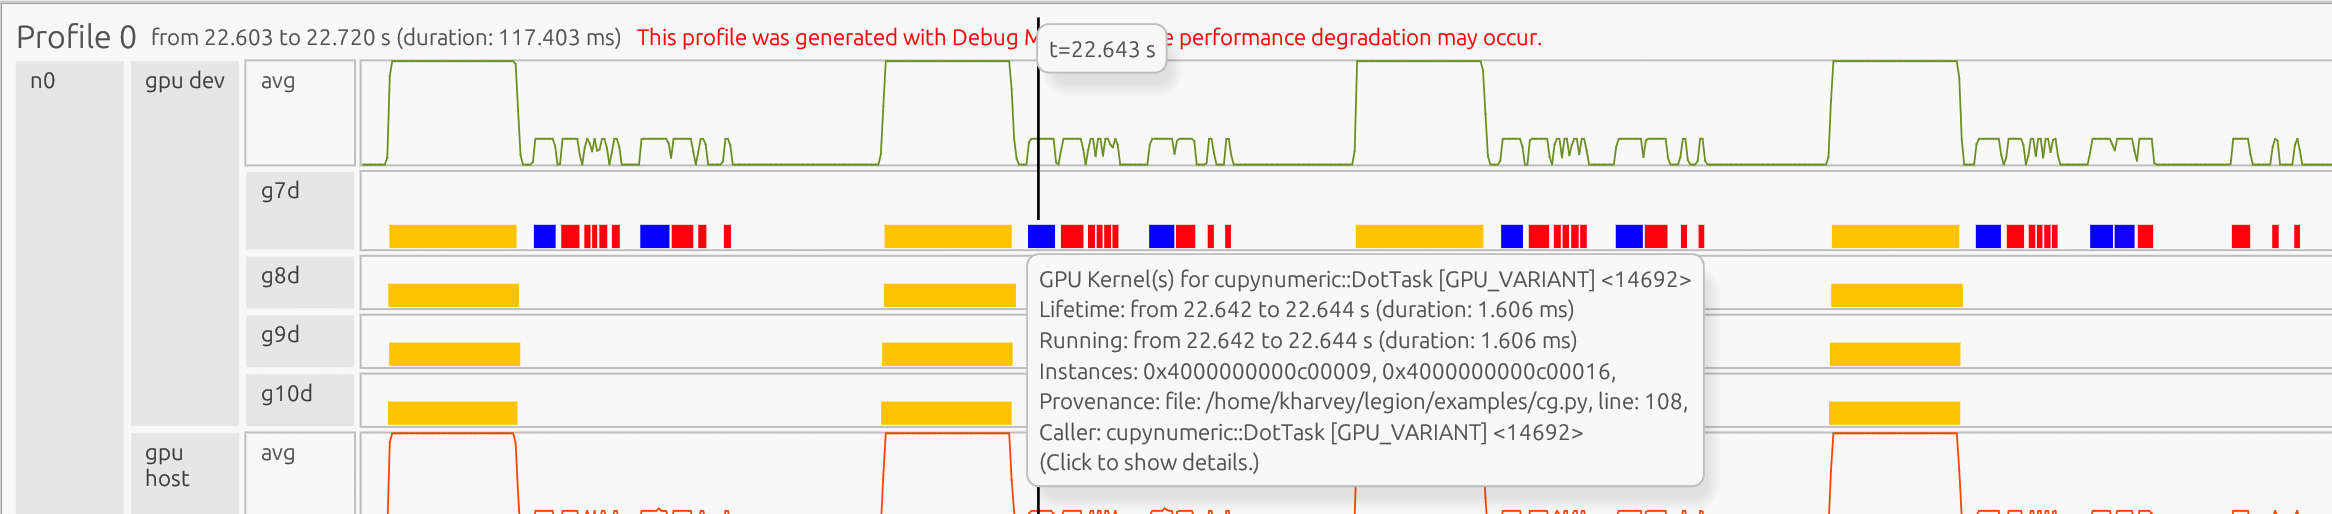 Profile 0 from 22.603 to 22.720 s (duration: 117.403 ms) This profile was generated with Debug e performance degradation may occur.
t=22.643 s
n0
gpu dev
avg
g7d
g8d
g9d
g10d
GPU Kernel(s) for cupynumeric::DotTask [GPU_VARIANT] <14692>
Lifetime: from 22.642 to 22.644 s (duration: 1.606 ms)
Running: from 22.642 to 22.644 s (duration: 1.606 ms)
Instances: 0x4000000000c00009, 0x4000000000c00016,
Provenance: file: /home/kharvey/legion/examples/cg.py, line: 108,
Caller: cupynumeric::DotTask [GPU_VARIANT] <14692>
(Click to show details.)
gpu
host
avg